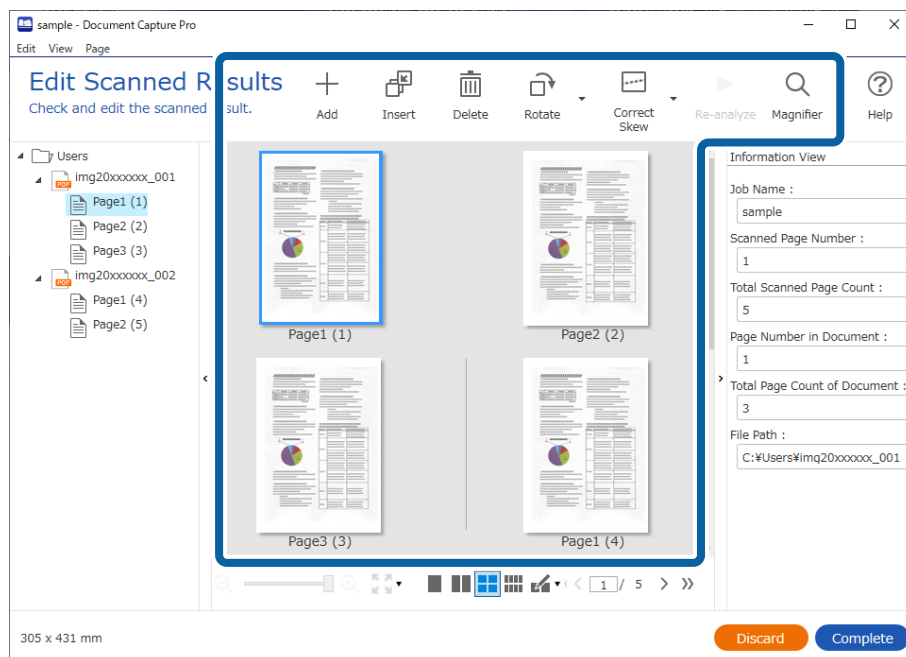 sample - Document Capture Pro
Edit View Page
Edit Scanned Results
Check and edit the scanned result.
Add
Insert
Delete
Rotate
Correct
Skew
Re-analyze
Magnifier
Help
Users
PDF
img20xxxxxx_001
Page1 (1)
Page2 (2)
Page3 (3)
PDF
img20xxxxxx_002
Page1 (4)
Page2 (5)
Page1 (1)
Page2 (2)
Page3 (3)
Page1 (4)
1 / 5
Information View
Job Name :
sample
Scanned Page Number :
1
Total Scanned Page Count :
5
Page Number in Document :
1
Total Page Count of Document :
3
File Path :
C:¥Users¥img20xxxxxx_001
305 x 431 mm
Discard
Complete